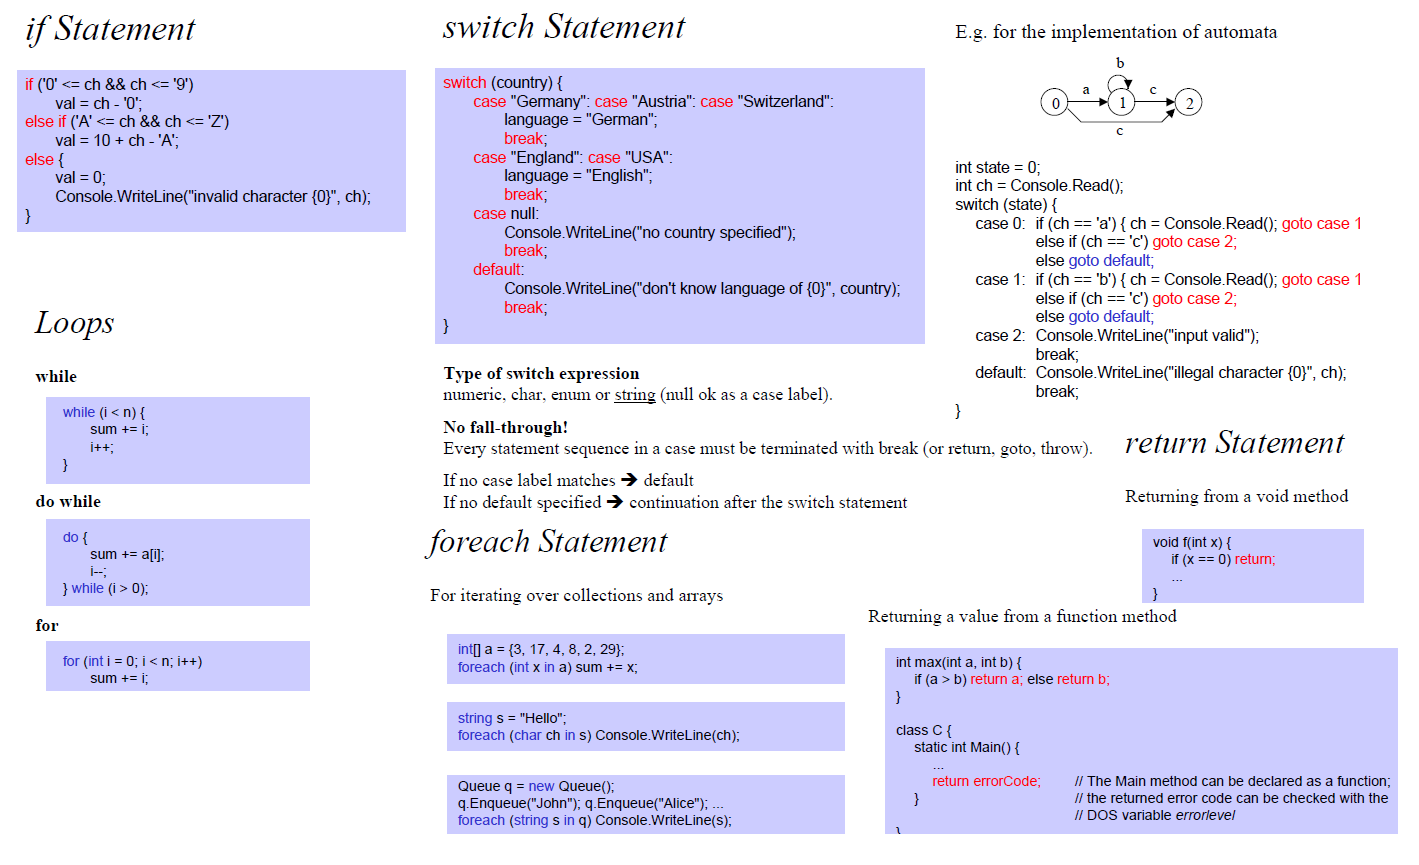 if Statement
if ('0' <= ch && ch <= '9')
val = ch - '0';
else if ('A' <= ch && ch <= 'Z')
val = 10 + ch - 'A';
else {
val = 0;
Console.WriteLine("invalid character {0}", ch);
}
Loops
while
while (i < n) {
sum += i;
i++;
}
do while
do {
sum += a[i];
i--;
} while (i > 0);
for
for (int i = 0; i < n; i++)
sum += i;
switch Statement
switch (country) {
case "Germany": case "Austria": case "Switzerland":
language = "German";
break;
case "England": case "USA":
language = "English";
break;
case null:
Console.WriteLine("no country specified");
break;
default:
Console.WriteLine("don't know language of {0}", country);
break;
}
Type of switch expression
numeric, char, enum or string (null ok as a case label).
No fall-through!
Every statement sequence in a case must be terminated with break (or return, goto, throw).
If no case label matches ➔ default
If no default specified ➔ continuation after the switch statement
foreach Statement
For iterating over collections and arrays
int[] a = {3, 17, 4, 8, 2, 29};
foreach (int x in a) sum += x;
string s = "Hello";
foreach (char ch in s) Console.WriteLine(ch);
Queue q = new Queue();
q.Enqueue("John"); q.Enqueue("Alice"); ...
foreach (string s in q) Console.WriteLine(s);
E.g. for the implementation of automata
b
a c
0 1 2
c
int state = 0;
int ch = Console.Read();
switch (state) {
case 0: if (ch == 'a') { ch = Console.Read(); goto case 1
else if (ch == 'c') goto case 2;
else goto default;
case 1: if (ch == 'b') { ch = Console.Read(); goto case 1
else if (ch == 'c') goto case 2;
else goto default;
case 2: Console.WriteLine("input valid");
break;
default: Console.WriteLine("illegal character {0}", ch);
break;
}
return Statement
Returning from a void method
void f(int x) {
if (x == 0) return;
...
}
Returning a value from a function method
int max(int a, int b) {
if (a > b) return a; else return b;
}
class C {
static int Main() {
...
return errorCode; // The Main method can be declared as a function;
} // the returned error code can be checked with the
// DOS variable errorlevel
}